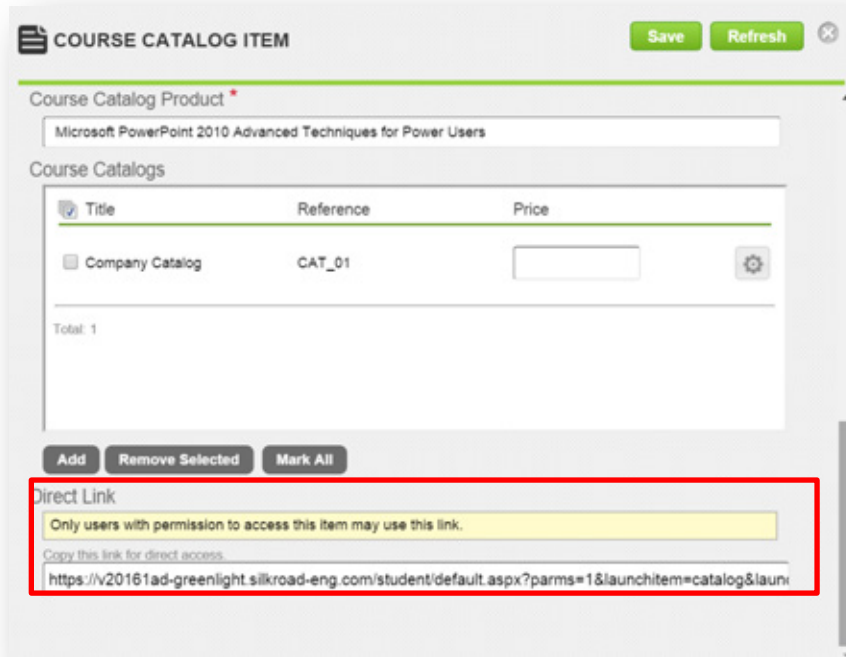 COURSE CATALOG ITEM
Save
Refresh
Course Catalog Product *
Microsoft PowerPoint 2010 Advanced Techniques for Power Users
Course Catalogs
Title Reference Price
Company Catalog CAT_01
Total: 1
Add Remove Selected Mark All
Direct Link
Only users with permission to access this item may use this link.
Copy this link for direct access.
https://v20161ad-greenlight.silkroad-eng.com/student/default.aspx?parms=1&launchitem=catalog&laun